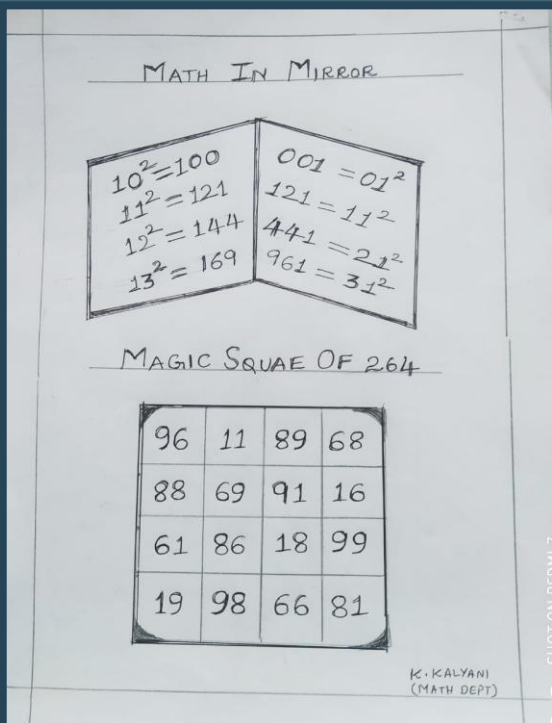 MATH IN MIRROR
10²=100
11²=121
12²=144
13²=169
001=01²
121=11²
441=21²
961=31²
MAGIC SQUAE OF 264
96 11 89 68
88 69 91 16
61 86 18 99
19 98 66 81
K. KALYANI
(MATH DEPT)